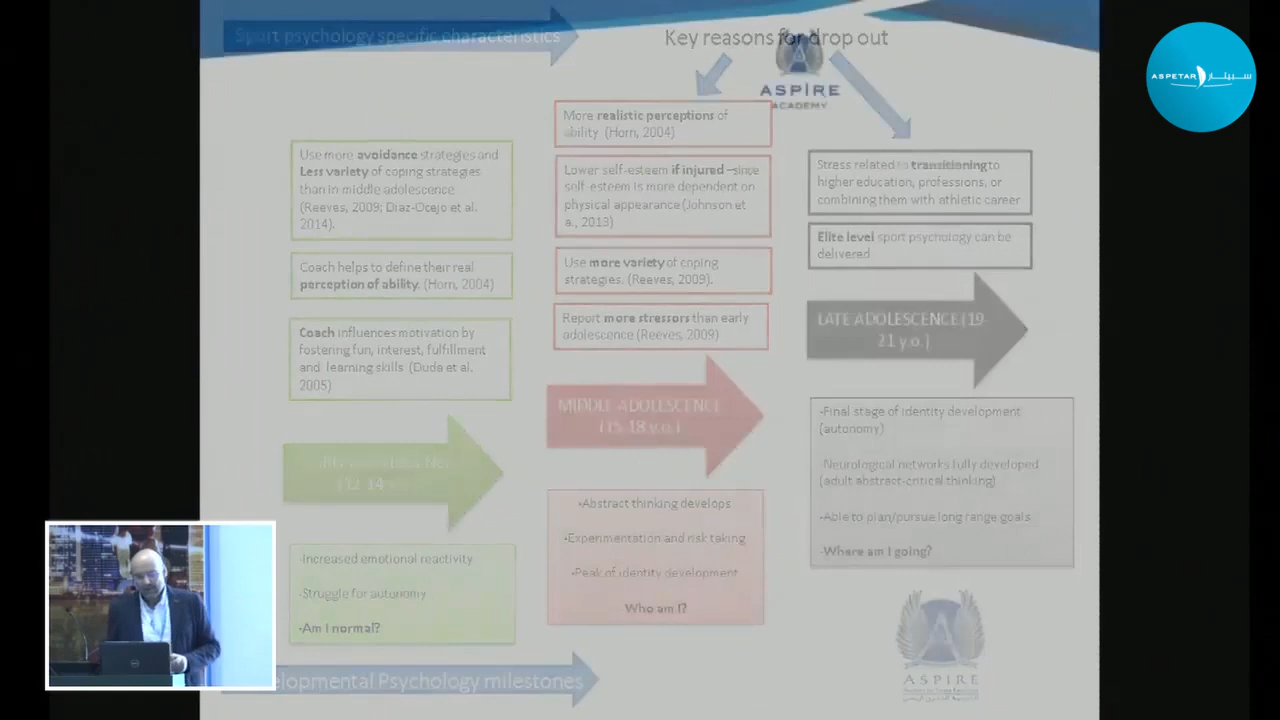 Sport psychology specific characteristics
Key reasons for drop out
ASPIRE
ACADEMY
ASPETAR سبيتار
Use more avoidance strategies and
Less variety of coping strategies
than in middle adolescence
(Reeves, 2009; Diaz-Ocejo et al.
2014).
Coach helps to define their real
perception of ability. (Horn, 2004)
Coach influences motivation by
fostering fun, interest, fulfillment
and learning skills (Duda et al.
2005)
More realistic perceptions of
ability (Horn, 2004)
Lower self-esteem if injured –since
self-esteem is more dependent on
physical appearance (Johnson et
a., 2013)
Use more variety of coping
strategies. (Reeves, 2009).
Report more stressors than early
adolescence (Reeves, 2009)
Stress related to transitioning to
higher education, professions, or
combining them with athletic career
Elite level sport psychology can be
delivered
LATE ADOLESCENCE (19-
21 y.o.)
MIDDLE ADOLESCENCE
(15-18 y.o.)
(12-14
-Increased emotional reactivity
-Struggle for autonomy
-Am I normal?
-Abstract thinking develops
-Experimentation and risk taking
-Peak of identity development
Who am I?
-Final stage of identity development
(autonomy)
-Neurological networks fully developed
(adult abstract-critical thinking)
-Able to plan/pursue long range goals
-Where am I going?
elopmental Psychology milestones
ASPIRE